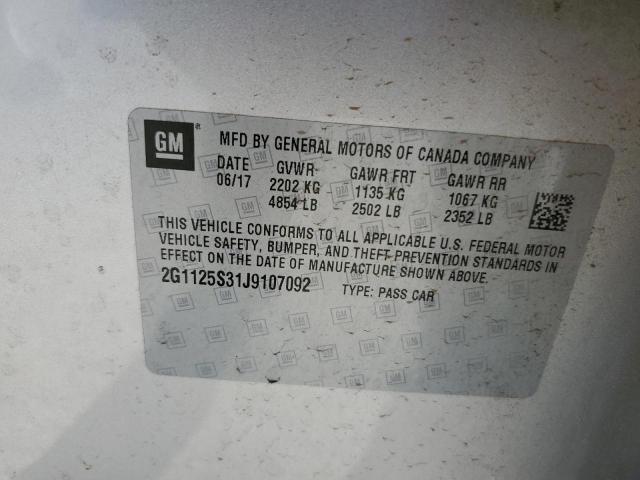 GM
MFD BY GENERAL MOTORS OF CANADA COMPANY
DATE GVWR GAWR FRT GAWR RR
06/17 2202 KG 1135 KG 1067 KG
4854 LB 2502 LB 2352 LB
THIS VEHICLE CONFORMS TO ALL APPLICABLE U.S. FEDERAL MOTOR
VEHICLE SAFETY, BUMPER, AND THEFT PREVENTION STANDARDS IN
EFFECT ON THE DATE OF MANUFACTURE SHOWN ABOVE.
2G1125S31J9107092 TYPE: PASS CAR